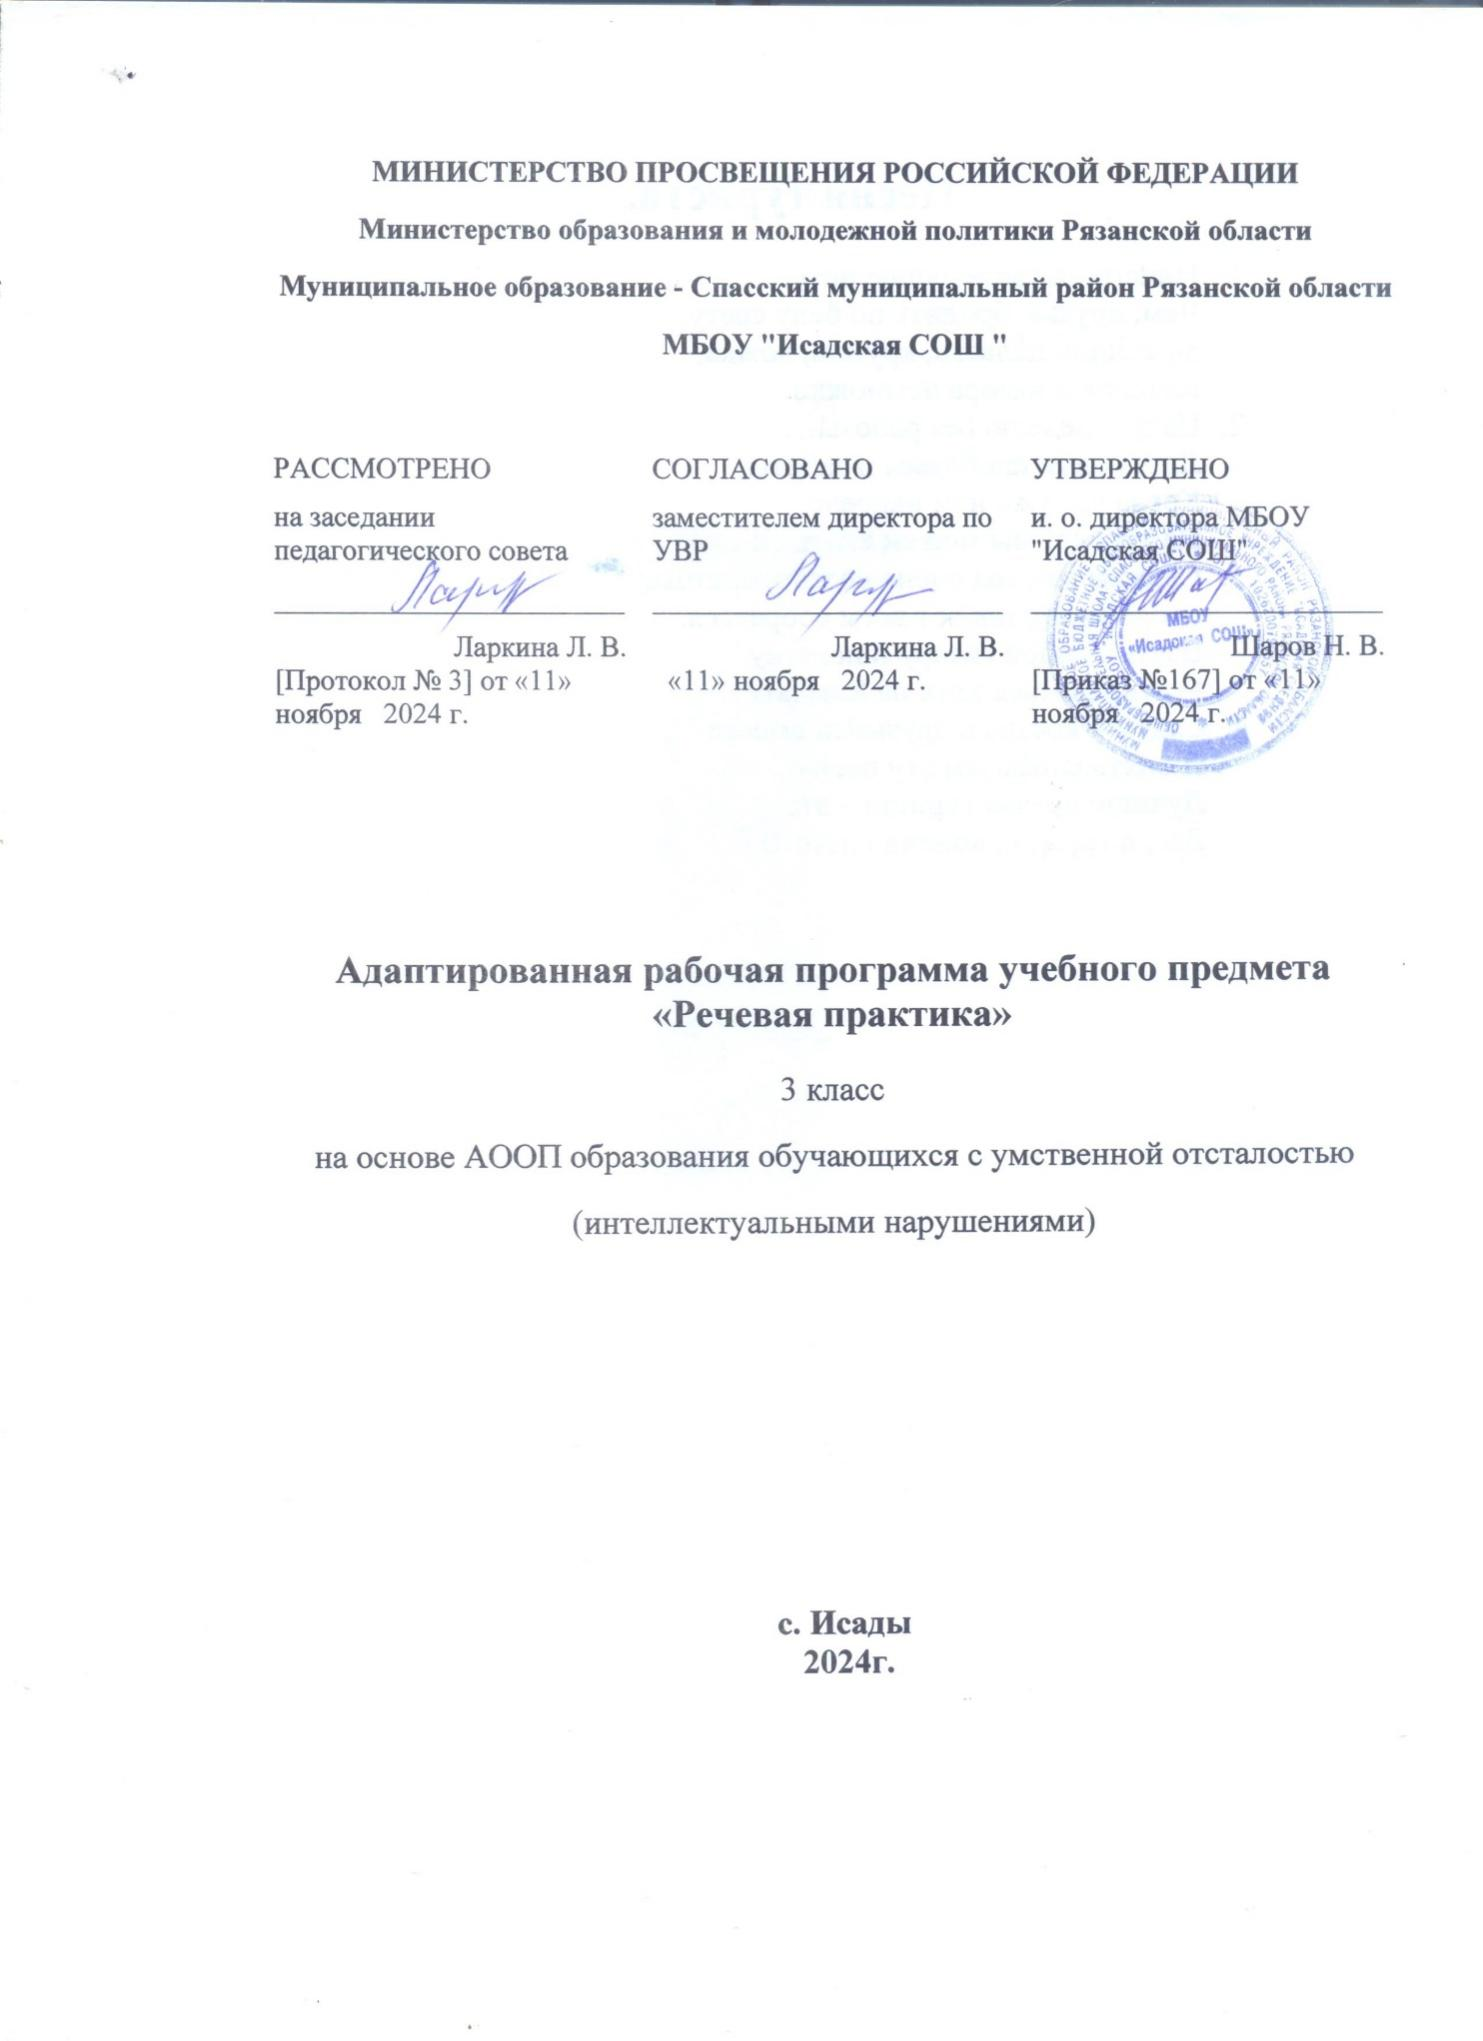 МИНИСТЕРСТВО ПРОСВЕЩЕНИЯ РОССИЙСКОЙ ФЕДЕРАЦИИ
Министерство образования и молодежной политики Рязанской области
Муниципальное образование - Спасский муниципальный район Рязанской области
МБОУ "Исадская СОШ "
РАССМОТРЕНО
на заседании
педагогического совета
Ларкина Л. В.
[Протокол № 3] от «11»
ноября 2024 г.
СОГЛАСОВАНО
заместителем директора по
УВР
Ларкина Л. В.
«11» ноября 2024 г.
УТВЕРЖДЕНО
и. о. директора МБОУ
"Исадская СОШ"
МБОУ
«Исадская СОШ»
Шаров Н. В.
[Приказ №167] от «11»
ноября 2024 г.
Адаптированная рабочая программа учебного предмета
«Речевая практика»
3 класс
на основе АООП образования обучающихся с умственной отсталостью
(интеллектуальными нарушениями)
с. Исады
2024г.